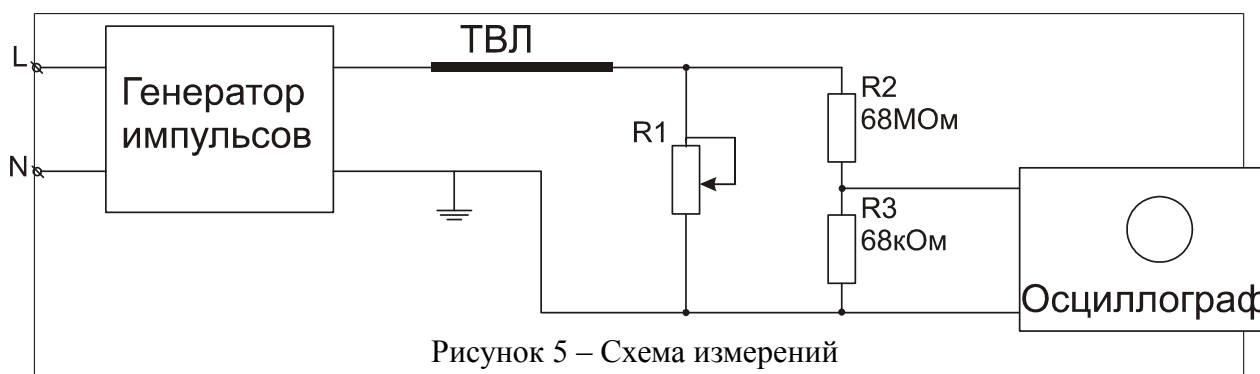 L
N
Генератор
импульсов
ТВЛ
R1
R2
68МОм
R3
68кОм
Осциллограф
Рисунок 5 – Схема измерений